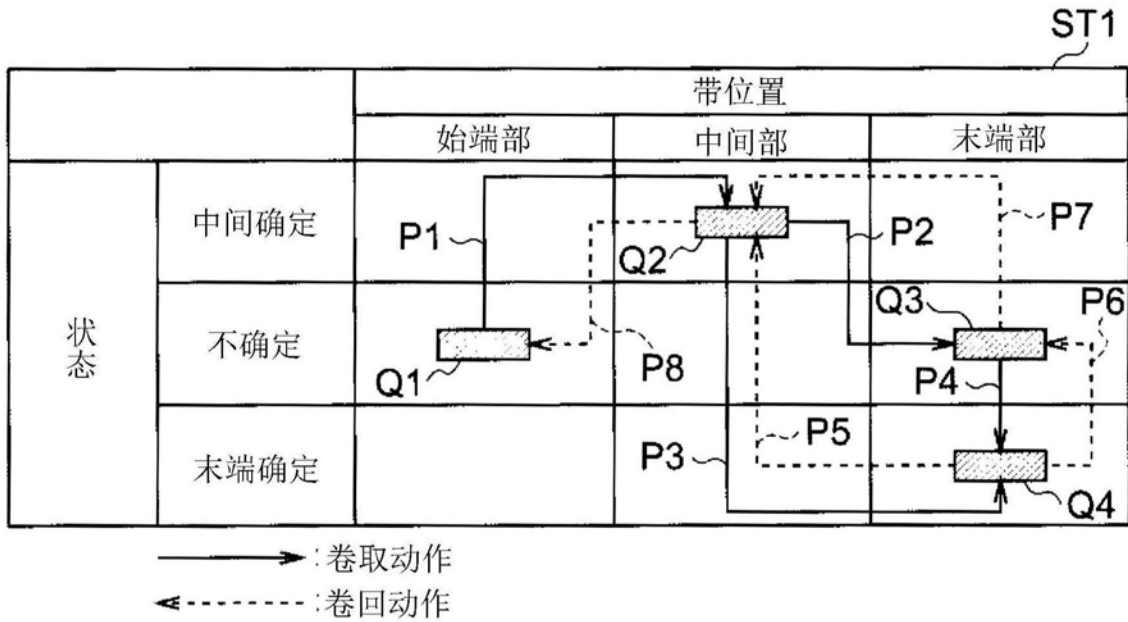 ST1
带位置
始端部 中间部 末端部
状态
中间确定
P1
Q2
P2
P7
不确定
Q1
P8
Q3
P6
P4
末端确定
P3
P5
Q4
:卷取动作
:卷回动作